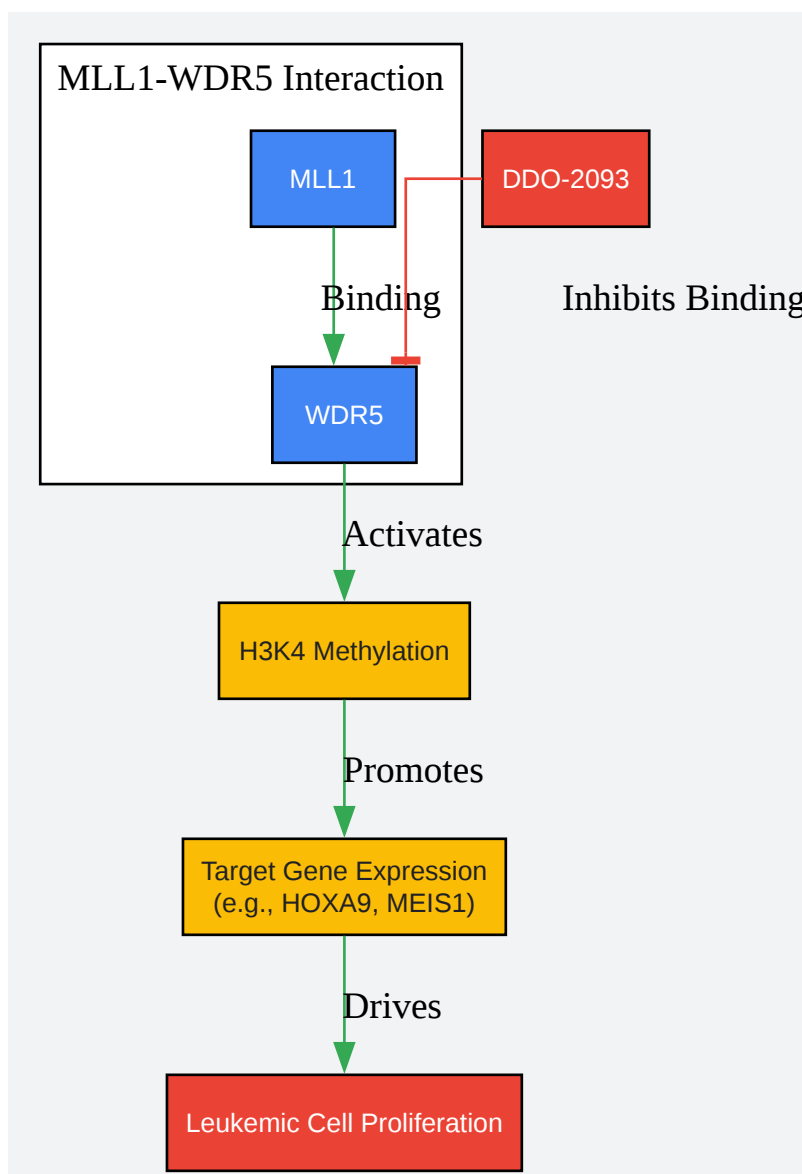 MLL1-WDR5 Interaction
MLL1
DDO-2093
Binding
Inhibits Binding
WDR5
Activates
H3K4 Methylation
Promotes
Target Gene Expression
(e.g., HOXA9, MEIS1)
Drives
Leukemic Cell Proliferation